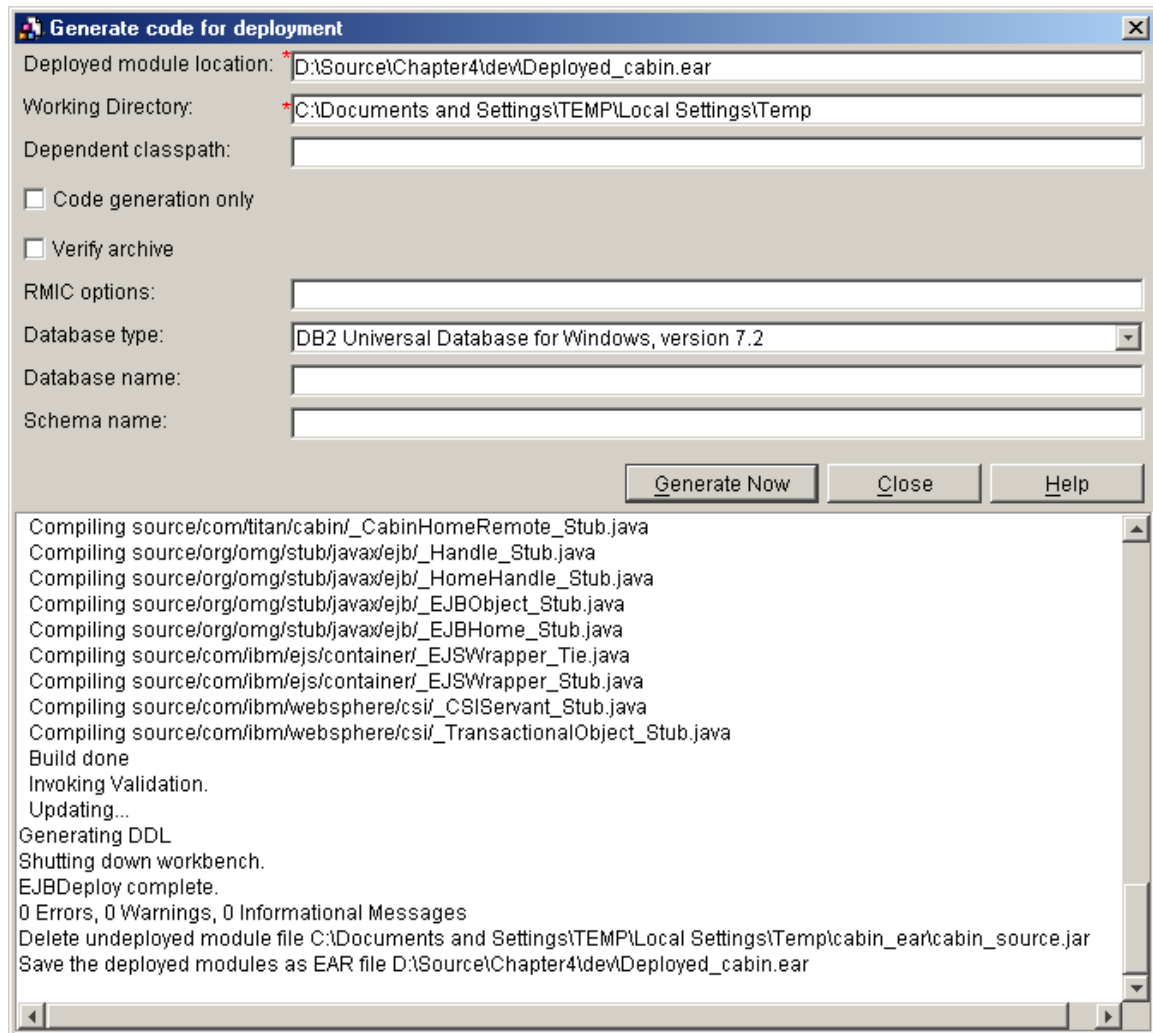 Generate code for deployment
Deployed module location: *D:\Source\Chapter4\dev\Deployed_cabin.ear
Working Directory: *C:\Documents and Settings\TEMP\Local Settings\Temp
Dependent classpath:
Code generation only
Verify archive
RMIC options:
Database type: DB2 Universal Database for Windows, version 7.2
Database name:
Schema name:
Generate Now Close Help
Compiling source/com/titan/cabin/_CabinHomeRemote_Stub.java
Compiling source/org/omg/stub/javax/ejb/_Handle_Stub.java
Compiling source/org/omg/stub/javax/ejb/_HomeHandle_Stub.java
Compiling source/org/omg/stub/javax/ejb/_EJBObject_Stub.java
Compiling source/org/omg/stub/javax/ejb/_EJBHome_Stub.java
Compiling source/com/ibm/ejs/container/_EJSWrapper_Tie.java
Compiling source/com/ibm/ejs/container/_EJSWrapper_Stub.java
Compiling source/com/ibm/websphere/csi/_CSIServant_Stub.java
Compiling source/com/ibm/websphere/csi/_TransactionalObject_Stub.java
Build done
Invoking Validation.
Updating...
Generating DDL
Shutting down workbench.
EJBDeploy complete.
0 Errors, 0 Warnings, 0 Informational Messages
Delete undeployed module file C:\Documents and Settings\TEMP\Local Settings\Temp\cabin_ear\cabin_source.jar
Save the deployed modules as EAR file D:\Source\Chapter4\dev\Deployed_cabin.ear